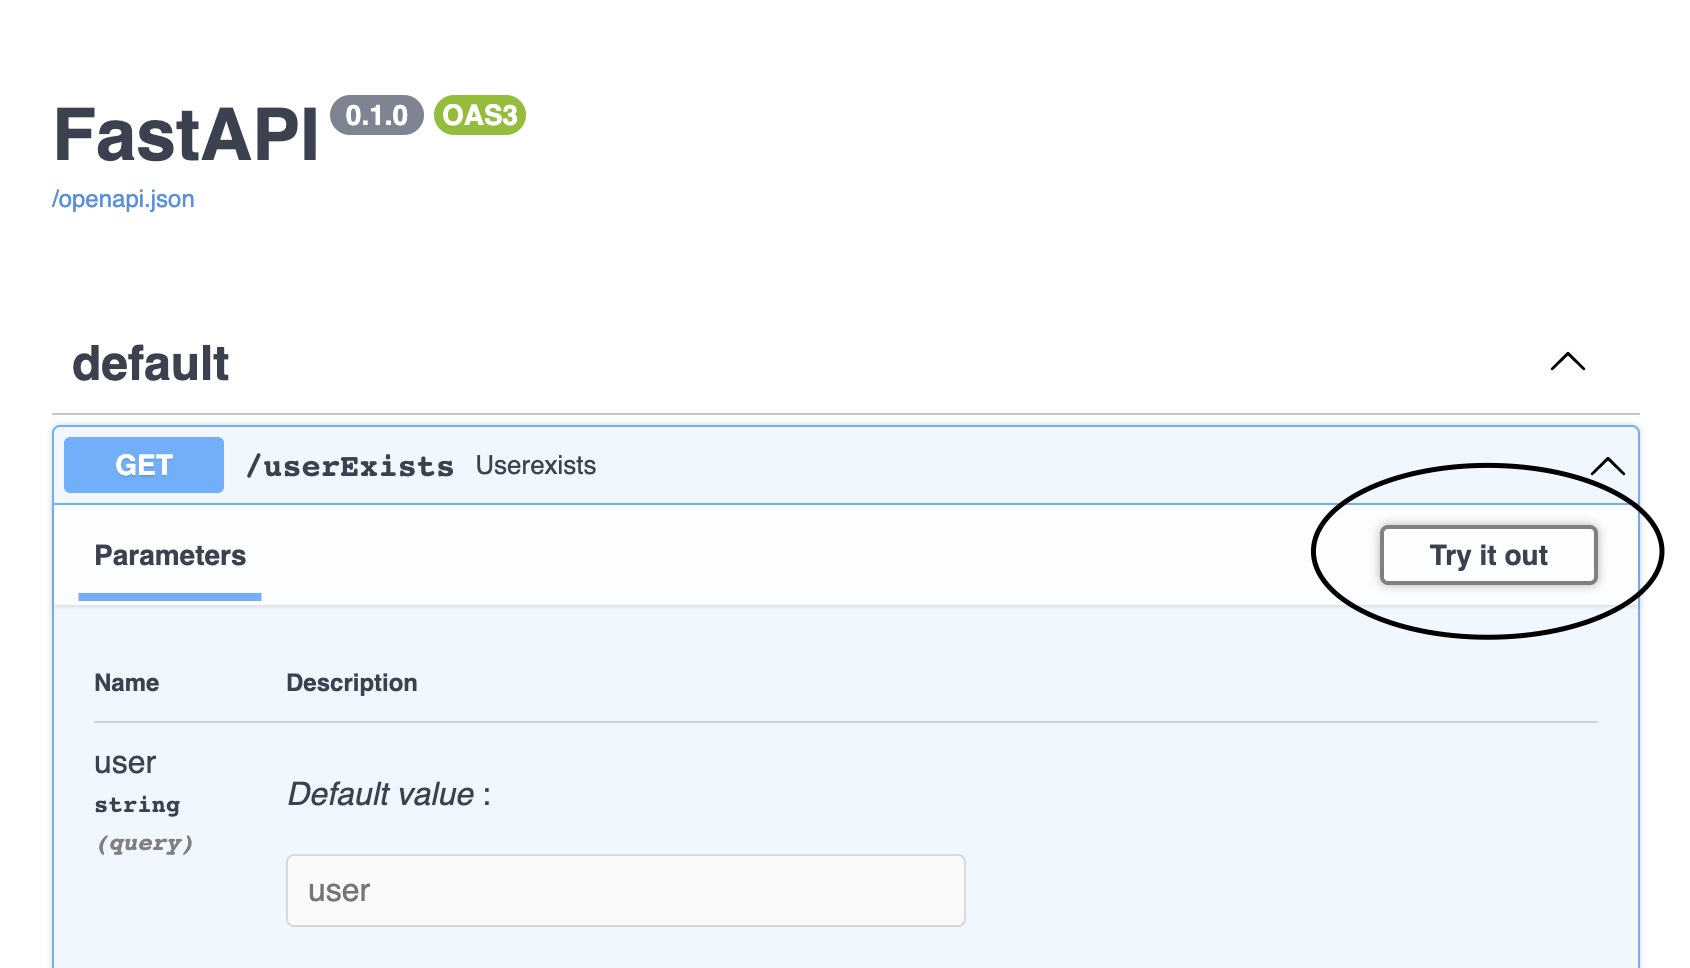 FastAPI 0.1.0 OAS3
/openapi.json
default
GET /userExists Userexists
Parameters Try it out
Name Description
user
string
(query)
Default value :
user